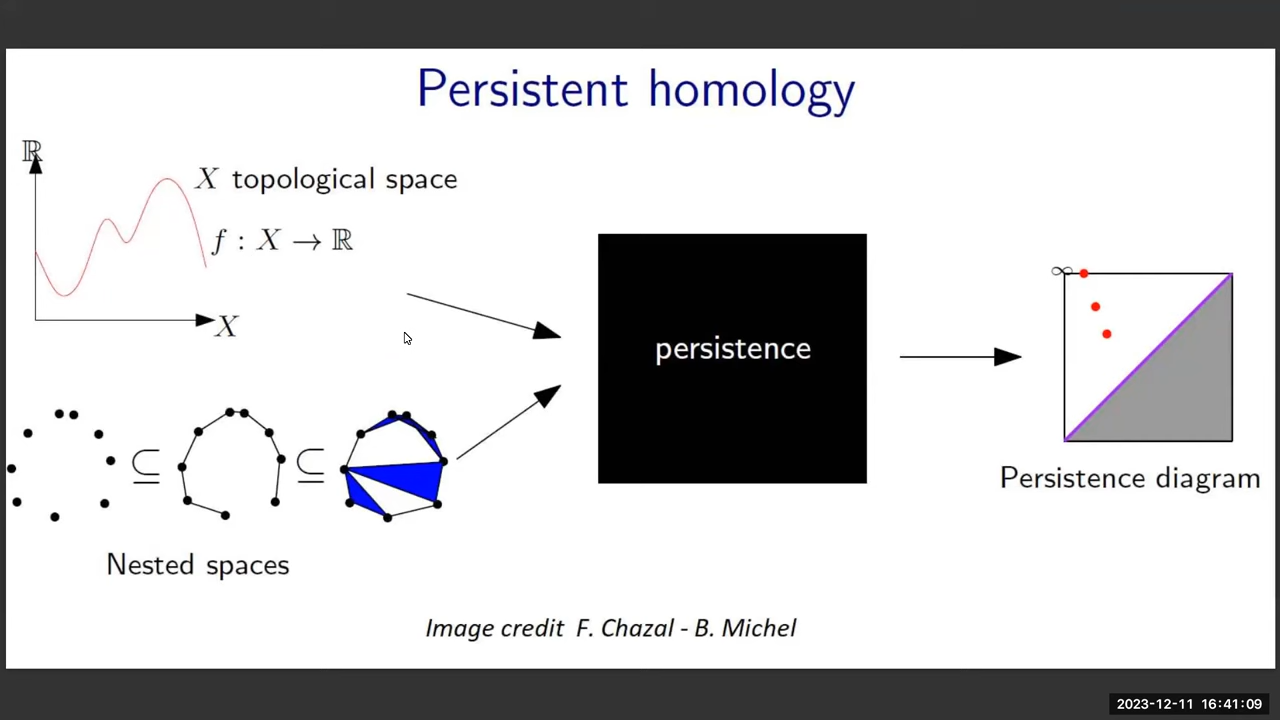 Persistent homology
ℝ
X topological space
f : X → ℝ
X
persistence
∞
Persistence diagram
⊆ ⊆
Nested spaces
Image credit F. Chazal - B. Michel
2023-12-11 16:41:09